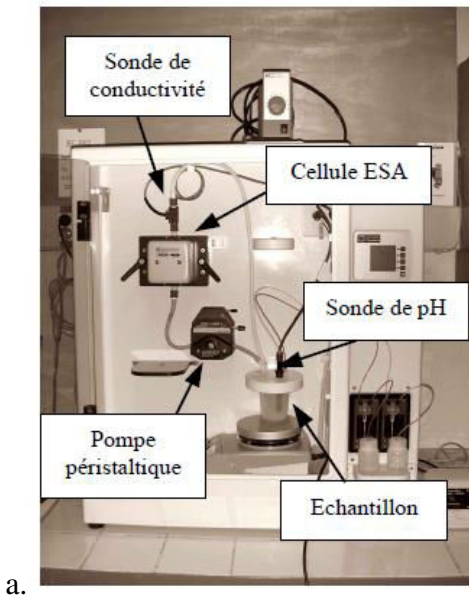 Sonde de
conductivité
Cellule ESA
Sonde de pH
Pompe
péristaltique
Echantillon
a.